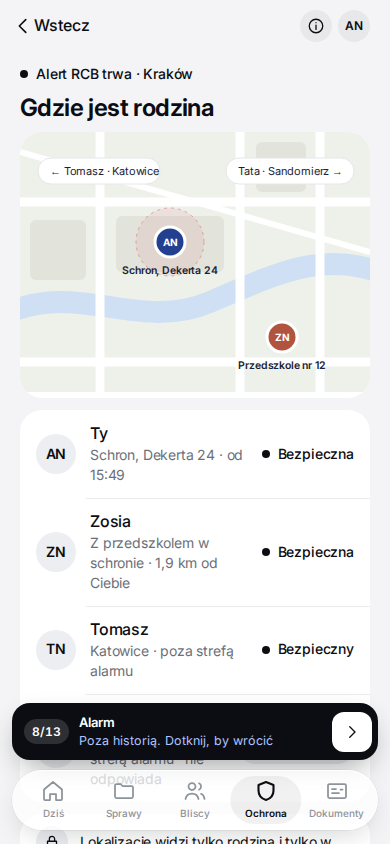 Wstecz
AN
Alert RCB trwa · Kraków
Gdzie jest rodzina
← Tomasz · Katowice
Tata · Sandomierz →
AN
Schron, Dekerta 24
ZN
Przedszkole nr 12
AN
Ty
Schron, Dekerta 24 · od
15:49
Bezpieczna
ZN
Zosia
Z przedszkolem w
schronie · 1,9 km od
Ciebie
Bezpieczna
TN
Tomasz
Katowice · poza strefą
alarmu
Bezpieczny
8/13
Alarm
Poza historią. Dotknij, by wrócić
strefą alarmu · nie
odpowiada
Dziś
Sprawy
Bliscy
Ochrona
Dokumenty
Lokalizację widzi tylko rodzina i tylko w